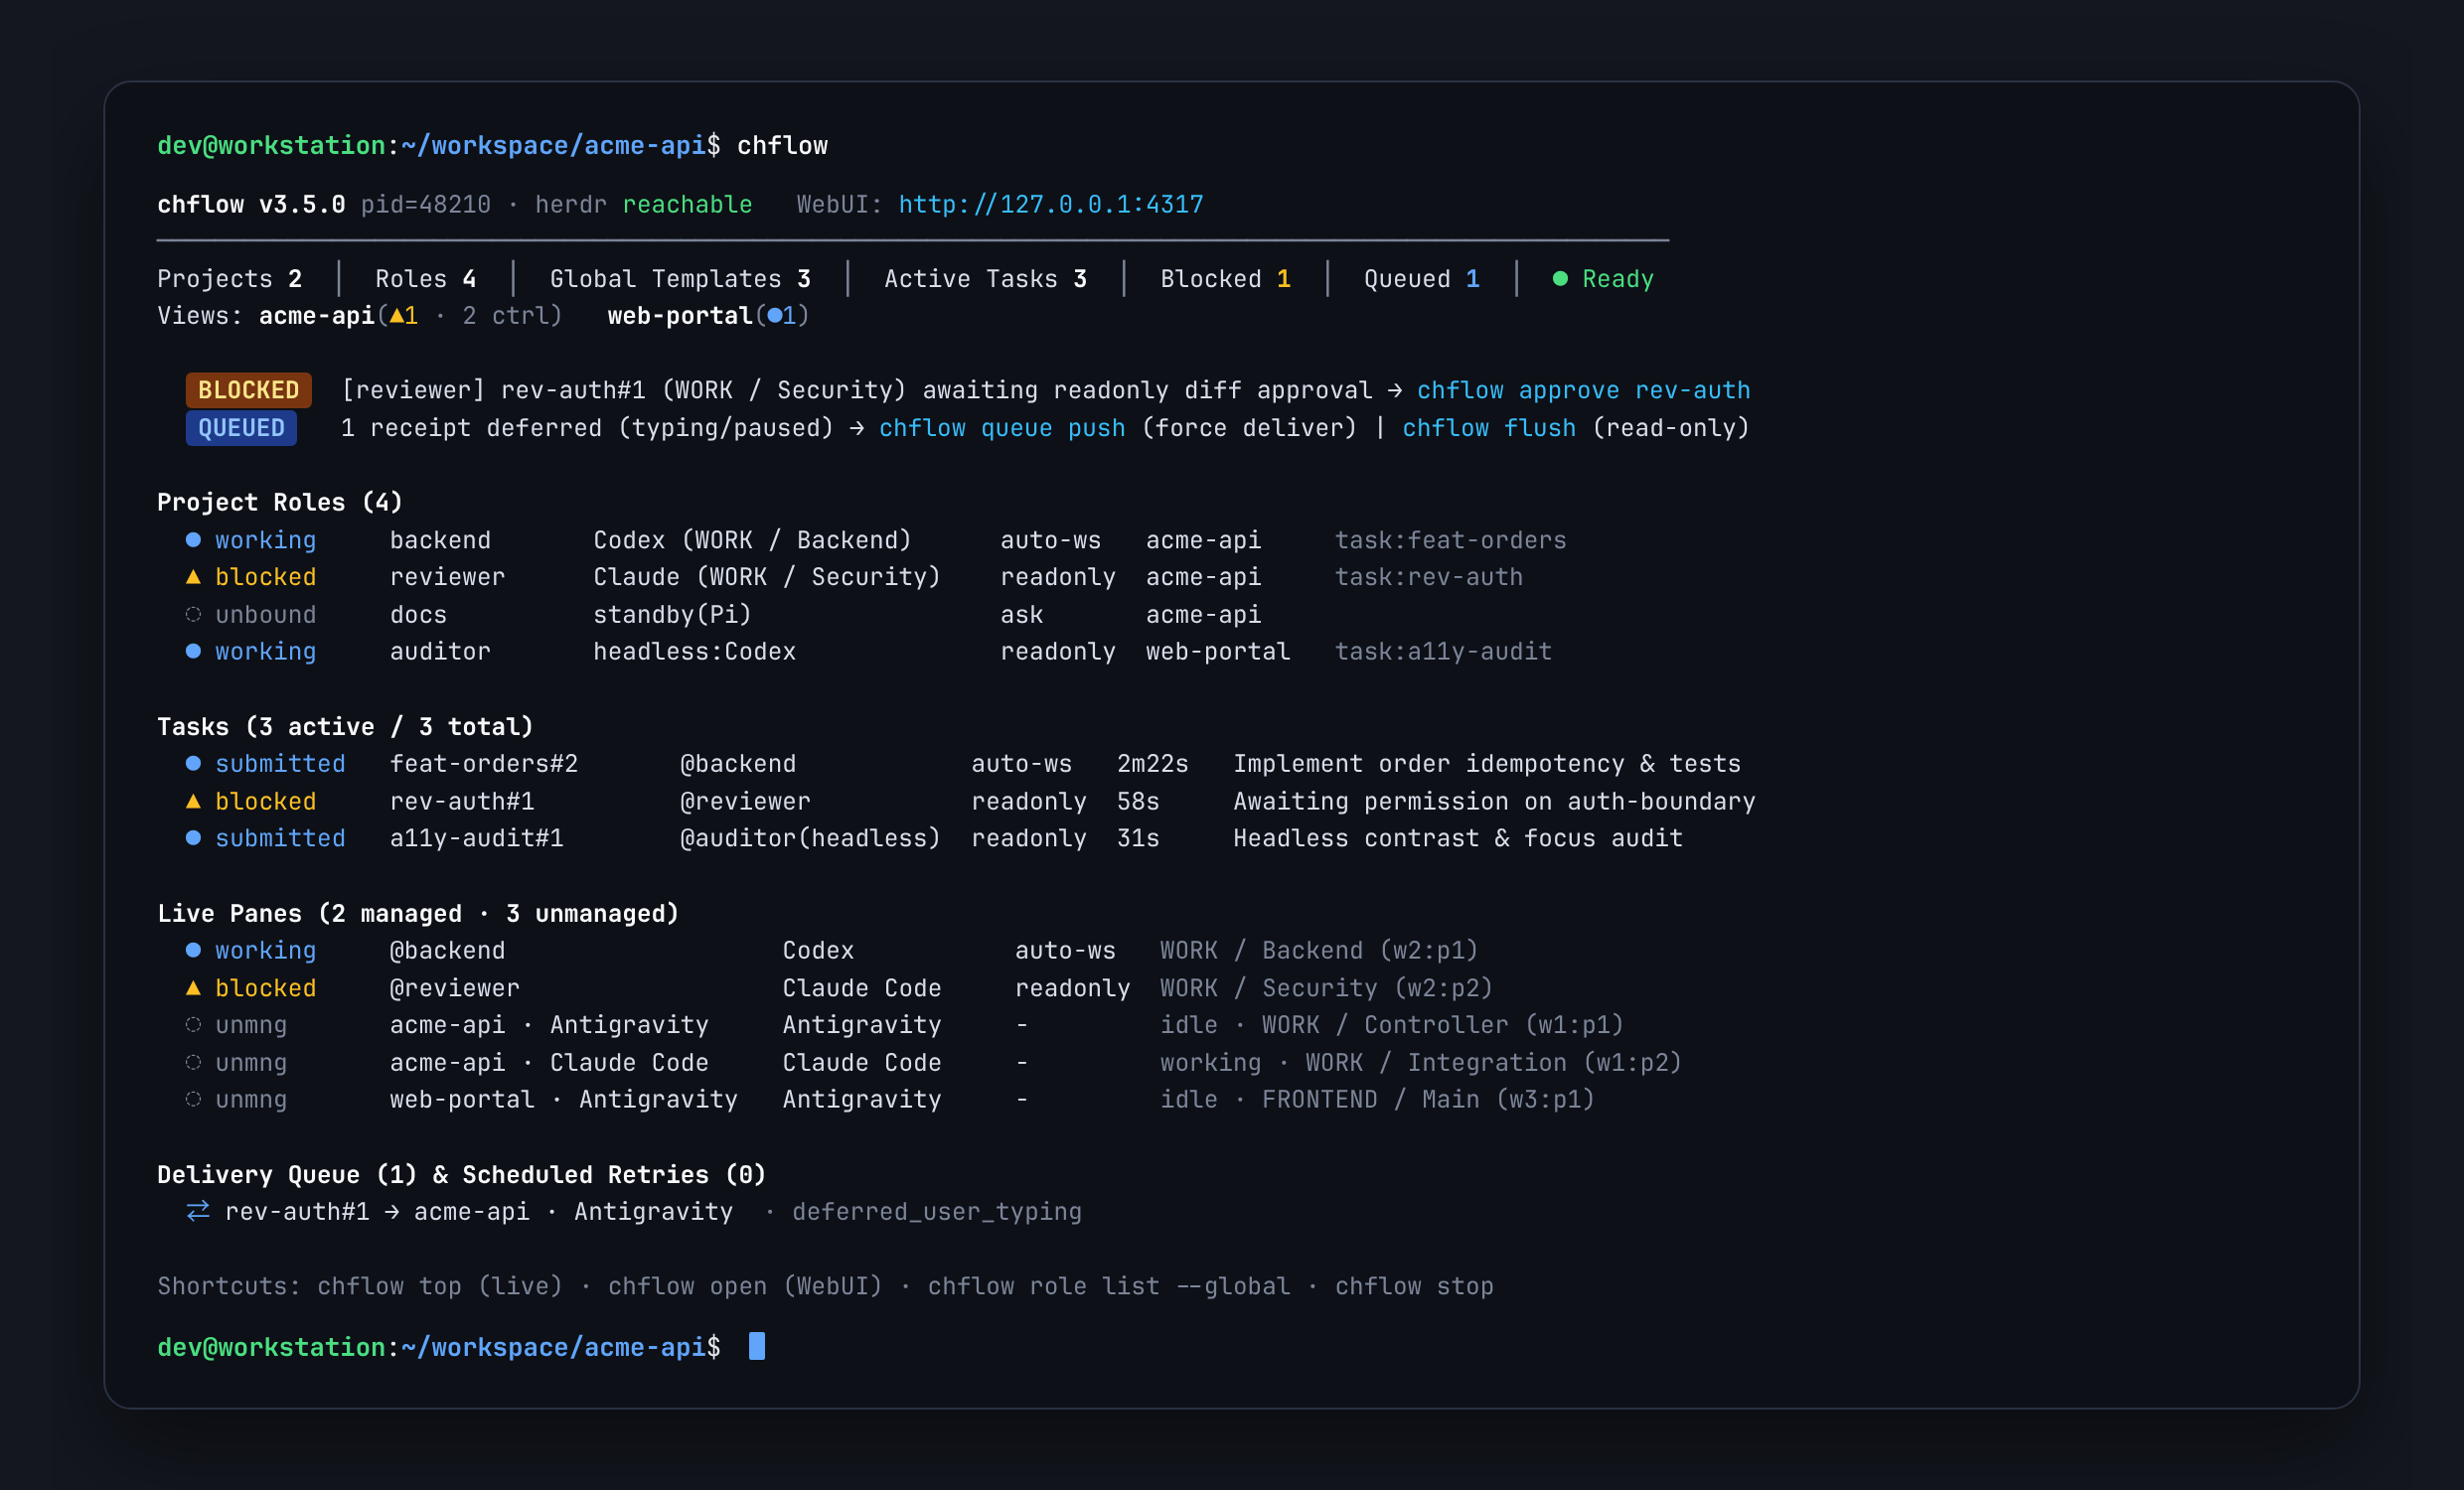 dev@workstation:~/workspace/acme-api$ chflow
chflow v3.5.0 pid=48210 · herdr reachable   WebUI: http://127.0.0.1:4317
Projects 2 │ Roles 4 │ Global Templates 3 │ Active Tasks 3 │ Blocked 1 │ Queued 1 │ ● Ready
Views: acme-api(▲1 · 2 ctrl)   web-portal(●1)
BLOCKED [reviewer] rev-auth#1 (WORK / Security) awaiting readonly diff approval → chflow approve rev-auth
QUEUED 1 receipt deferred (typing/paused) → chflow queue push (force deliver) | chflow flush (read-only)
Project Roles (4)
● working backend Codex (WORK / Backend) auto-ws acme-api task:feat-orders
▲ blocked reviewer Claude (WORK / Security) readonly acme-api task:rev-auth
◌ unbound docs standby(Pi) ask acme-api
● working auditor headless:Codex readonly web-portal task:a11y-audit
Tasks (3 active / 3 total)
● submitted feat-orders#2 @backend auto-ws 2m22s Implement order idempotency & tests
▲ blocked rev-auth#1 @reviewer readonly 58s Awaiting permission on auth-boundary
● submitted a11y-audit#1 @auditor(headless) readonly 31s Headless contrast & focus audit
Live Panes (2 managed · 3 unmanaged)
● working @backend Codex auto-ws WORK / Backend (w2:p1)
▲ blocked @reviewer Claude Code readonly WORK / Security (w2:p2)
◌ unmng acme-api · Antigravity Antigravity - idle · WORK / Controller (w1:p1)
◌ unmng acme-api · Claude Code Claude Code - working · WORK / Integration (w1:p2)
◌ unmng web-portal · Antigravity Antigravity - idle · FRONTEND / Main (w3:p1)
Delivery Queue (1) & Scheduled Retries (0)
⇄ rev-auth#1 → acme-api · Antigravity · deferred_user_typing
Shortcuts: chflow top (live) · chflow open (WebUI) · chflow role list --global · chflow stop
dev@workstation:~/workspace/acme-api$